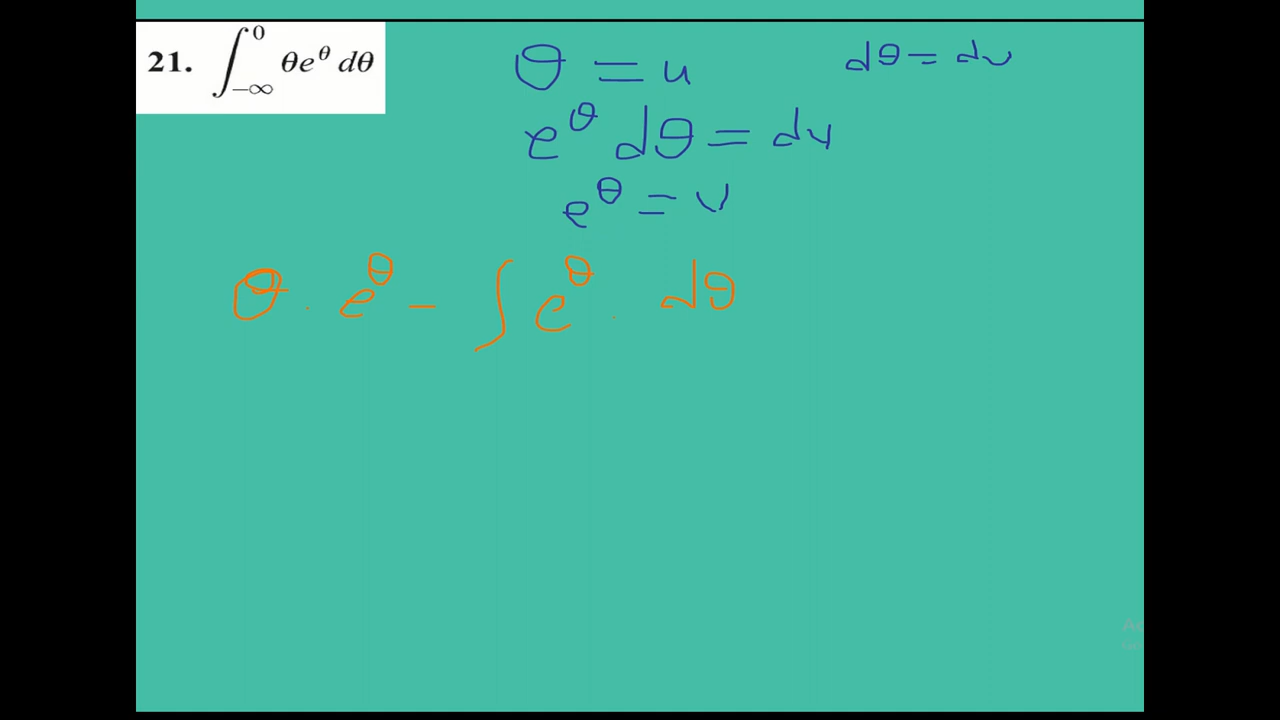 21. ∫_{-∞}^{0} θe^θ dθ
θ = u    dθ = du
e^θ dθ = dv
e^θ = v
θ · e^θ - ∫ e^θ · dθ